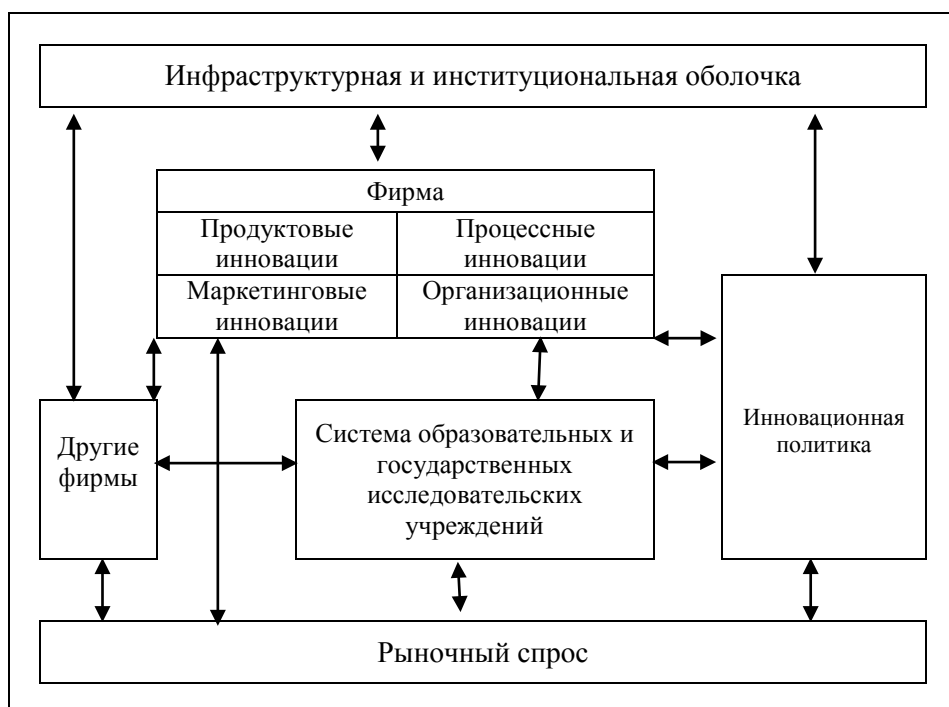 Инфраструктурная и институциональная оболочка
Фирма
Продуктовые
инновации
Процессные
инновации
Маркетинговые
инновации
Организационные
инновации
Другие
фирмы
Система образовательных и
государственных
исследовательских
учреждений
Инновационная
политика
Рыночный спрос